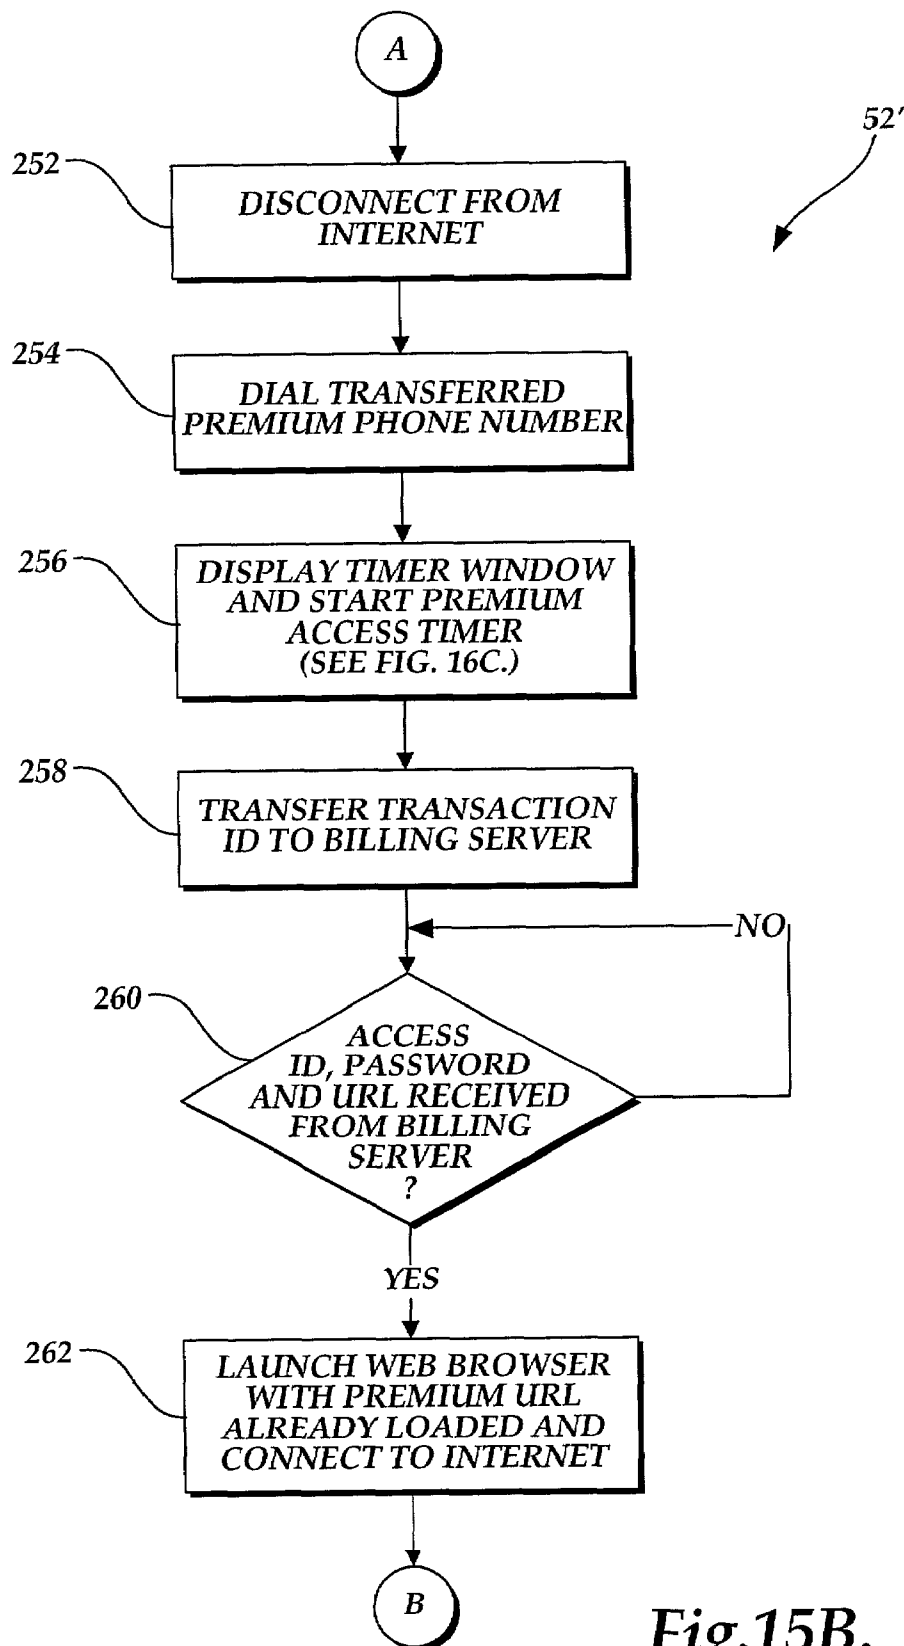 A
52'
252
DISCONNECT FROM
INTERNET
254
DIAL TRANSFERRED
PREMIUM PHONE NUMBER
256
DISPLAY TIMER WINDOW
AND START PREMIUM
ACCESS TIMER
(SEE FIG. 16C.)
258
TRANSFER TRANSACTION
ID TO BILLING SERVER
NO
260
ACCESS
ID, PASSWORD
AND URL RECEIVED
FROM BILLING
SERVER
?
YES
262
LAUNCH WEB BROWSER
WITH PREMIUM URL
ALREADY LOADED AND
CONNECT TO INTERNET
B
Fig.15B.